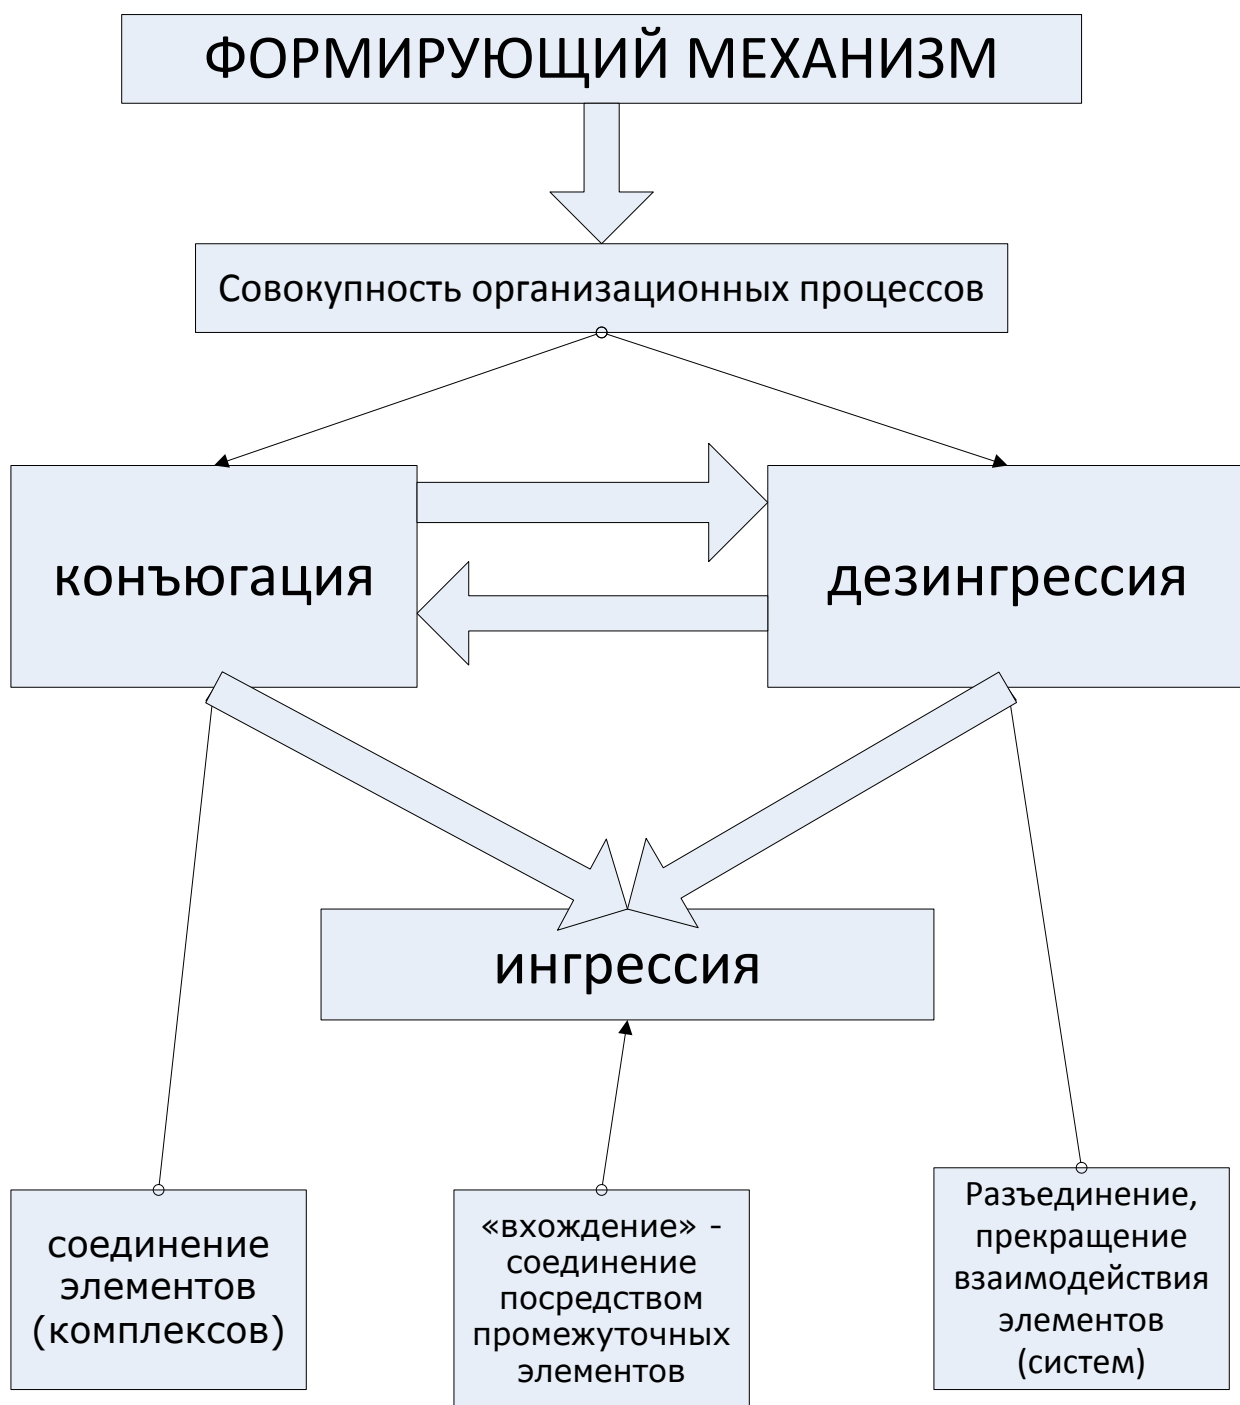 ФОРМИРУЮЩИЙ МЕХАНИЗМ
Совокупность организационных процессов
конъюгация
дезингрессия
ингрессия
соединение
элементов
(комплексов)
«вхождение» -
соединение
посредством
промежуточных
элементов
Разъединение,
прекращение
взаимодействия
элементов
(систем)